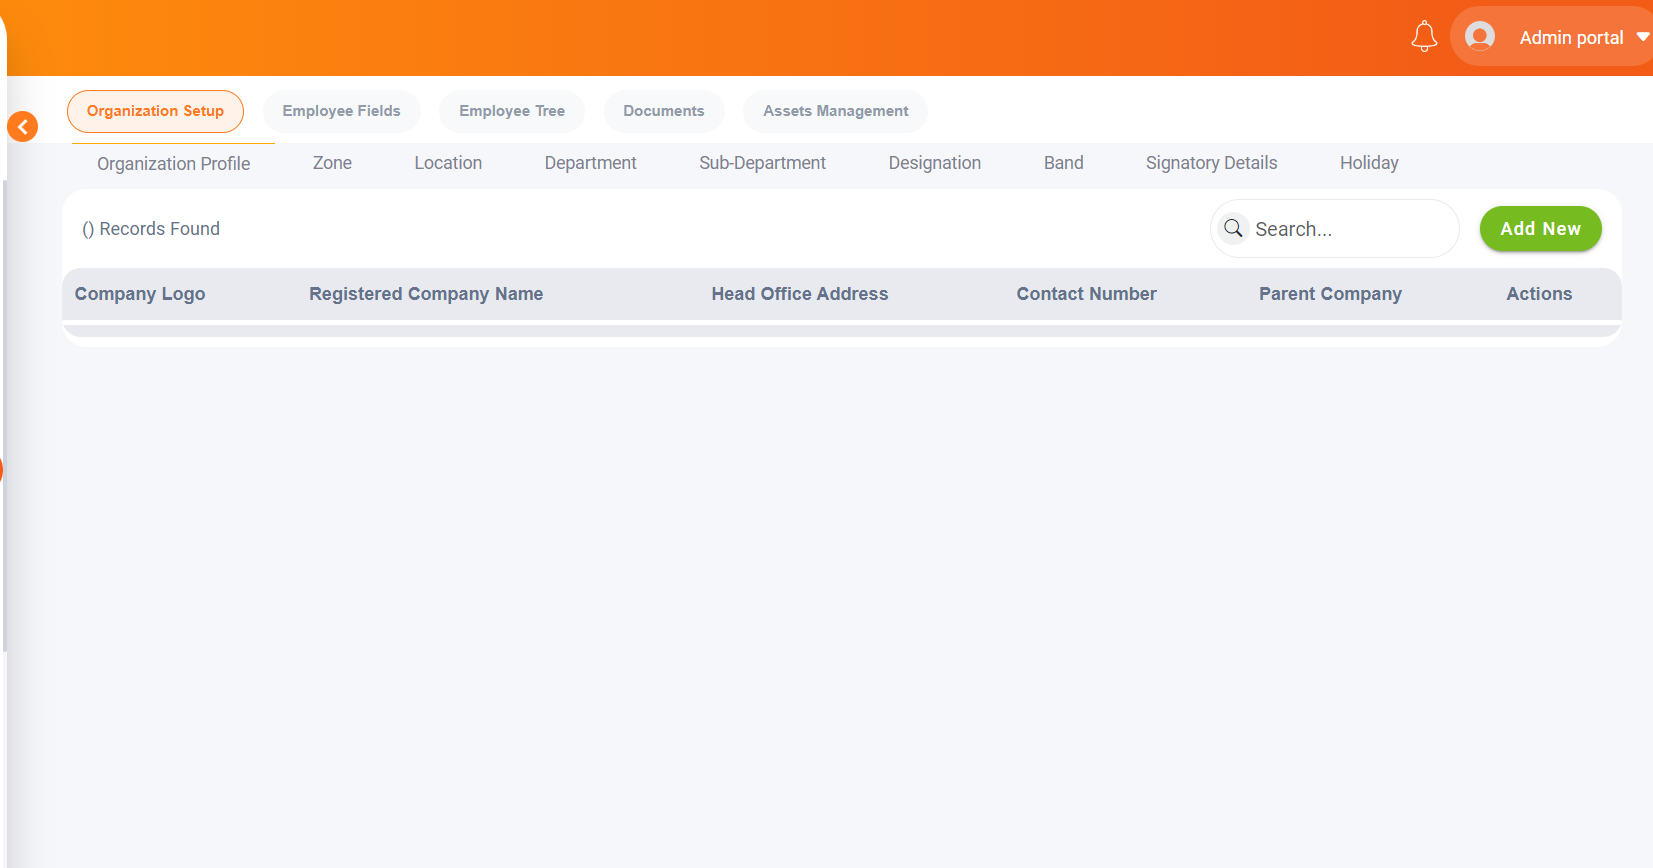 Admin portal
Organization Setup Employee Fields Employee Tree Documents Assets Management
Organization Profile Zone Location Department Sub-Department Designation Band Signatory Details Holiday
() Records Found Search... Add New
Company Logo Registered Company Name Head Office Address Contact Number Parent Company Actions